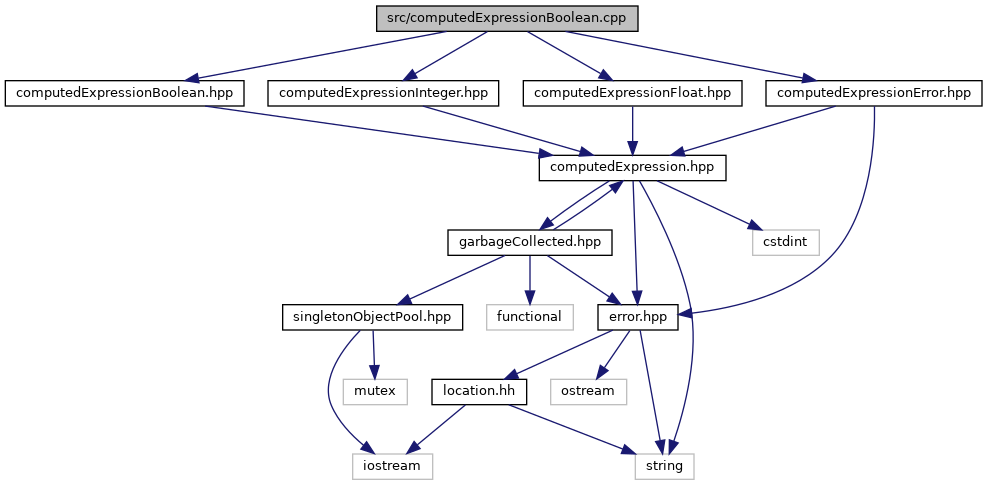 src/computedExpressionBoolean.cpp
computedExpressionBoolean.hpp
computedExpressionInteger.hpp
computedExpressionFloat.hpp
computedExpressionError.hpp
computedExpression.hpp
garbageCollected.hpp
cstdint
singletonObjectPool.hpp
functional
error.hpp
mutex
location.hh
ostream
iostream
string